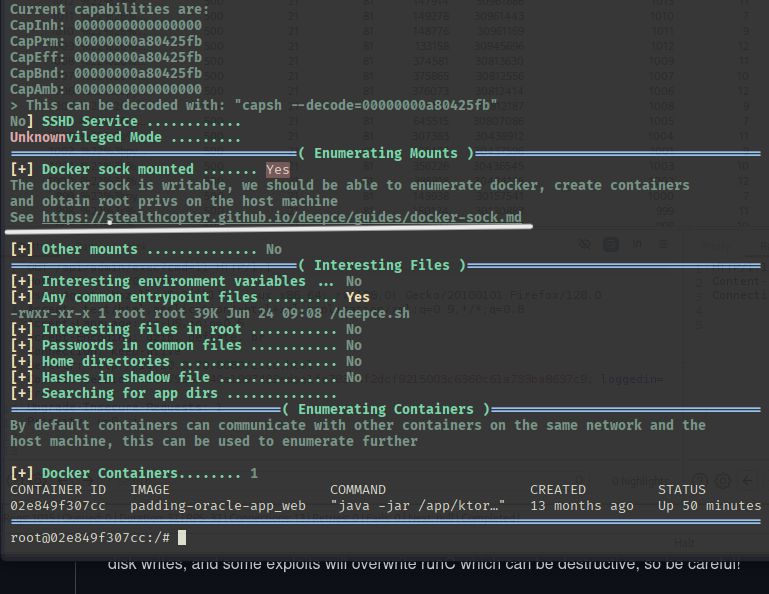 Current capabilities are:
CapInh: 0000000000000000
CapPrm: 00000000a80425fb
CapEff: 00000000a80425fb
CapBnd: 00000000a80425fb
CapAmb: 0000000000000000
> This can be decoded with: "capsh --decode=00000000a80425fb"
No] SSHD Service ............
Unknownvileged Mode .........
( Enumerating Mounts )
[+] Docker sock mounted ....... Yes
The docker sock is writable, we should be able to enumerate docker, create containers
and obtain root privs on the host machine
See https://stealthcopter.github.io/deepce/guides/docker-sock.md
[+] Other mounts .............. No
( Interesting Files )
[+] Interesting environment variables ... No
[+] Any common entrypoint files ......... Yes
-rwxr-xr-x 1 root root 39K Jun 24 09:08 /deepce.sh
[+] Interesting files in root ........... No
[+] Passwords in common files ........... No
[+] Home directories .................... No
[+] Hashes in shadow file ............... No
[+] Searching for app dirs ..............
( Enumerating Containers )
By default containers can communicate with other containers on the same network and the
host machine, this can be used to enumerate further
[+] Docker Containers........ 1
CONTAINER ID IMAGE COMMAND CREATED STATUS
02e849f307cc padding-oracle-app_web "java -jar /app/ktor…" 13 months ago Up 50 minutes
root@02e849f307cc:/#
disk writes, and some exploits will overwrite runC which can be destructive, so be careful!